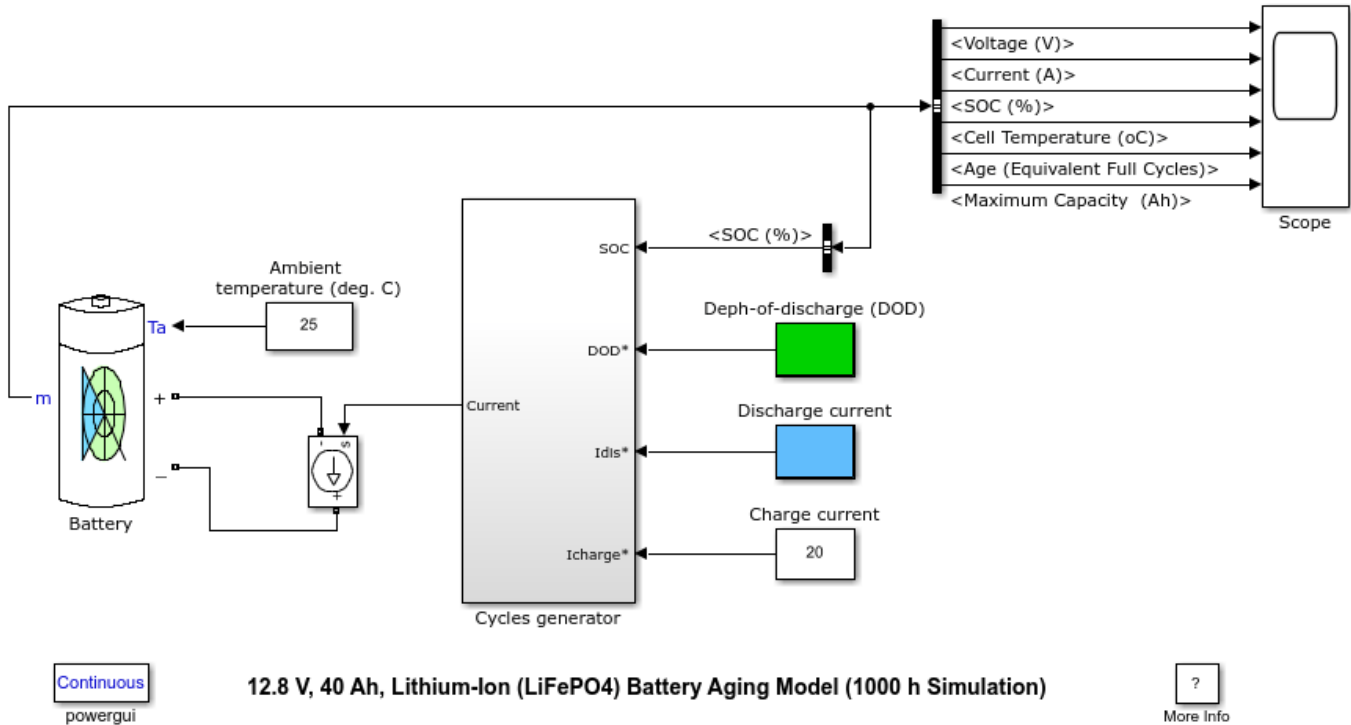 <Voltage (V)>
<Current (A)>
<SOC (%)>
<Cell Temperature (oC)>
<Age (Equivalent Full Cycles)>
<Maximum Capacity  (Ah)>
Scope
<SOC (%)>
SOC
Ambient
temperature (deg. C)
25
Ta
Deph-of-discharge (DOD)
DOD*
m
+
Current
Discharge current
- s
Idis*
+
_
Battery
Charge current
20
Icharge*
Cycles generator
Continuous
powergui
12.8 V, 40 Ah, Lithium-Ion (LiFePO4) Battery Aging Model (1000 h Simulation)
?
More Info